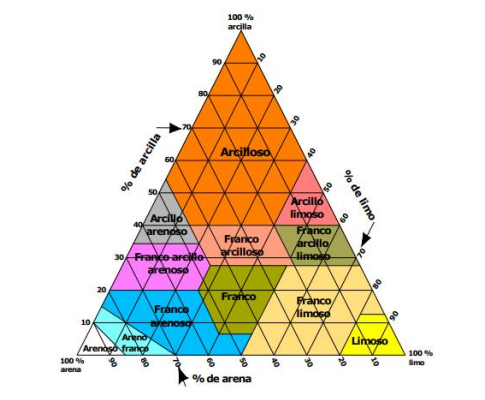 100 %
arcilla
90
10
80
20
70
30
% de arcilla
60
Arcilloso
40
% de limo
50
50
Arcillo
limoso
Arcillo
arenoso
60
40
Franco
arcilloso
Franco
arcillo
limoso
30
Franco arcillo
arenoso
70
20
Franco
80
Franco
arenoso
Franco
limoso
10
90
Areno
franco
Arenoso
Limoso
100 %
arena
90
80
70
60
50
40
30
20
10
100 %
limo
% de arena